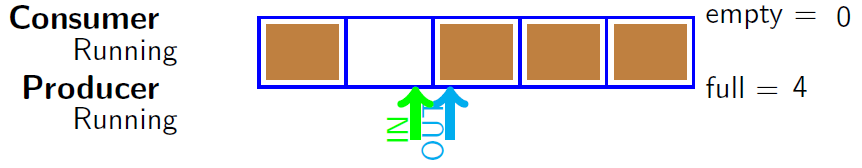 Consumer
Running
Producer
Running
IN
OUT
empty = 0
full = 4